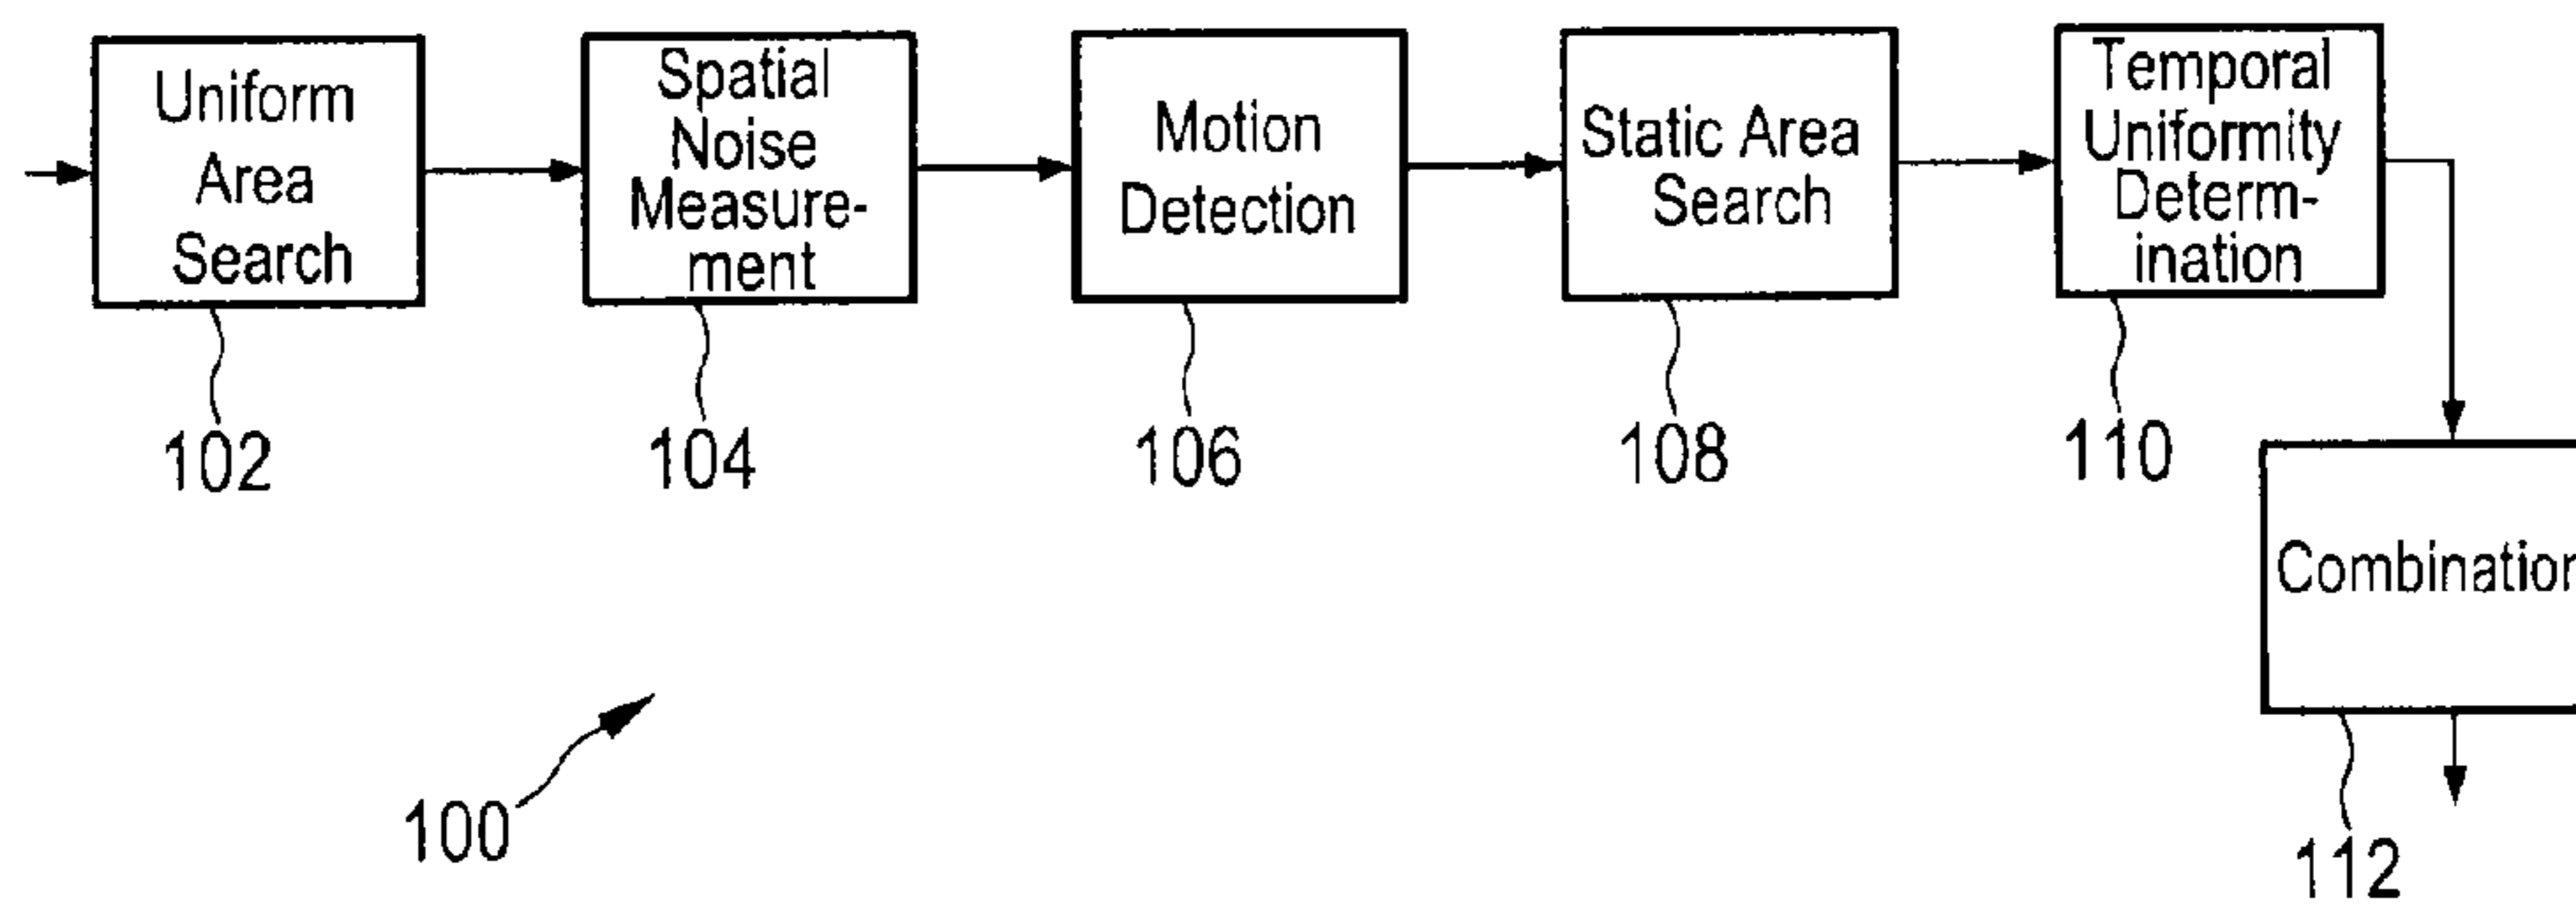 Uniform
Area
Search
Spatial
Noise
Measure-
ment
Motion
Detection
Static Area
Search
Temporal
Uniformity
Determ-
ination
102
104
106
108
110
Combination
100
112